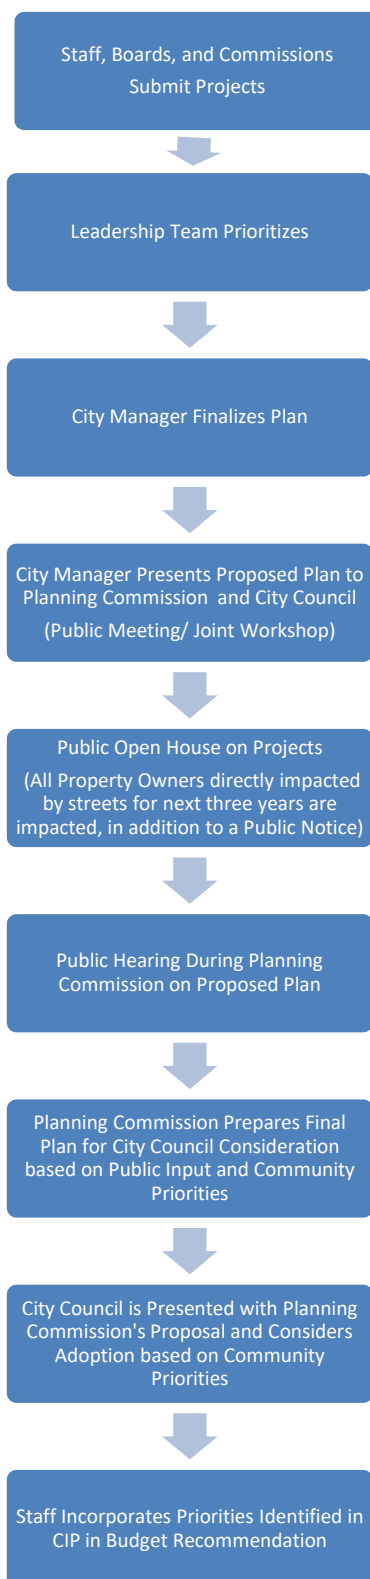 Staff, Boards, and Commissions
Submit Projects
Leadership Team Prioritizes
City Manager Finalizes Plan
City Manager Presents Proposed Plan to
Planning Commission and City Council
(Public Meeting/ Joint Workshop)
Public Open House on Projects
(All Property Owners directly impacted
by streets for next three years are
impacted, in addition to a Public Notice)
Public Hearing During Planning
Commission on Proposed Plan
Planning Commission Prepares Final
Plan for City Council Consideration
based on Public Input and Community
Priorities
City Council is Presented with Planning
Commission's Proposal and Considers
Adoption based on Community
Priorities
Staff Incorporates Priorities Identified in
CIP in Budget Recommendation